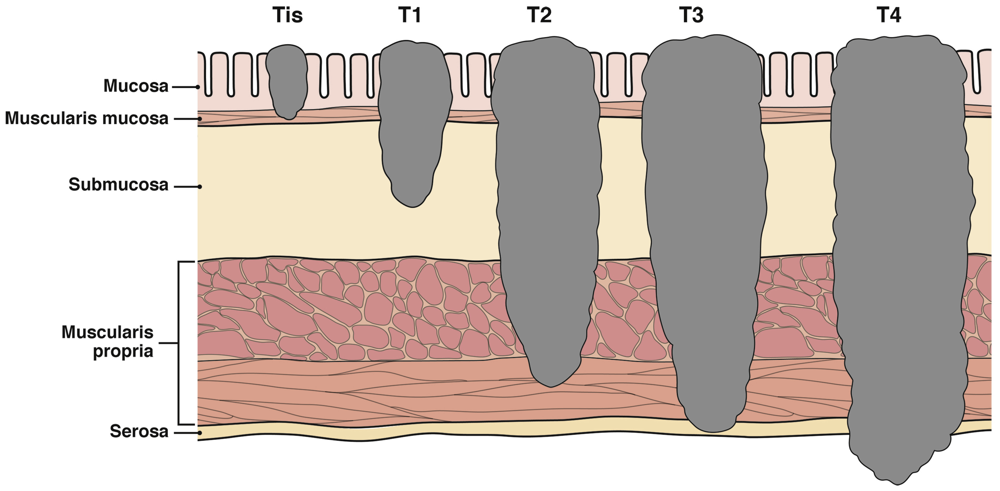 Tis T1 T2 T3 T4
Mucosa
Muscularis mucosa
Submucosa
Muscularis
propria
Serosa